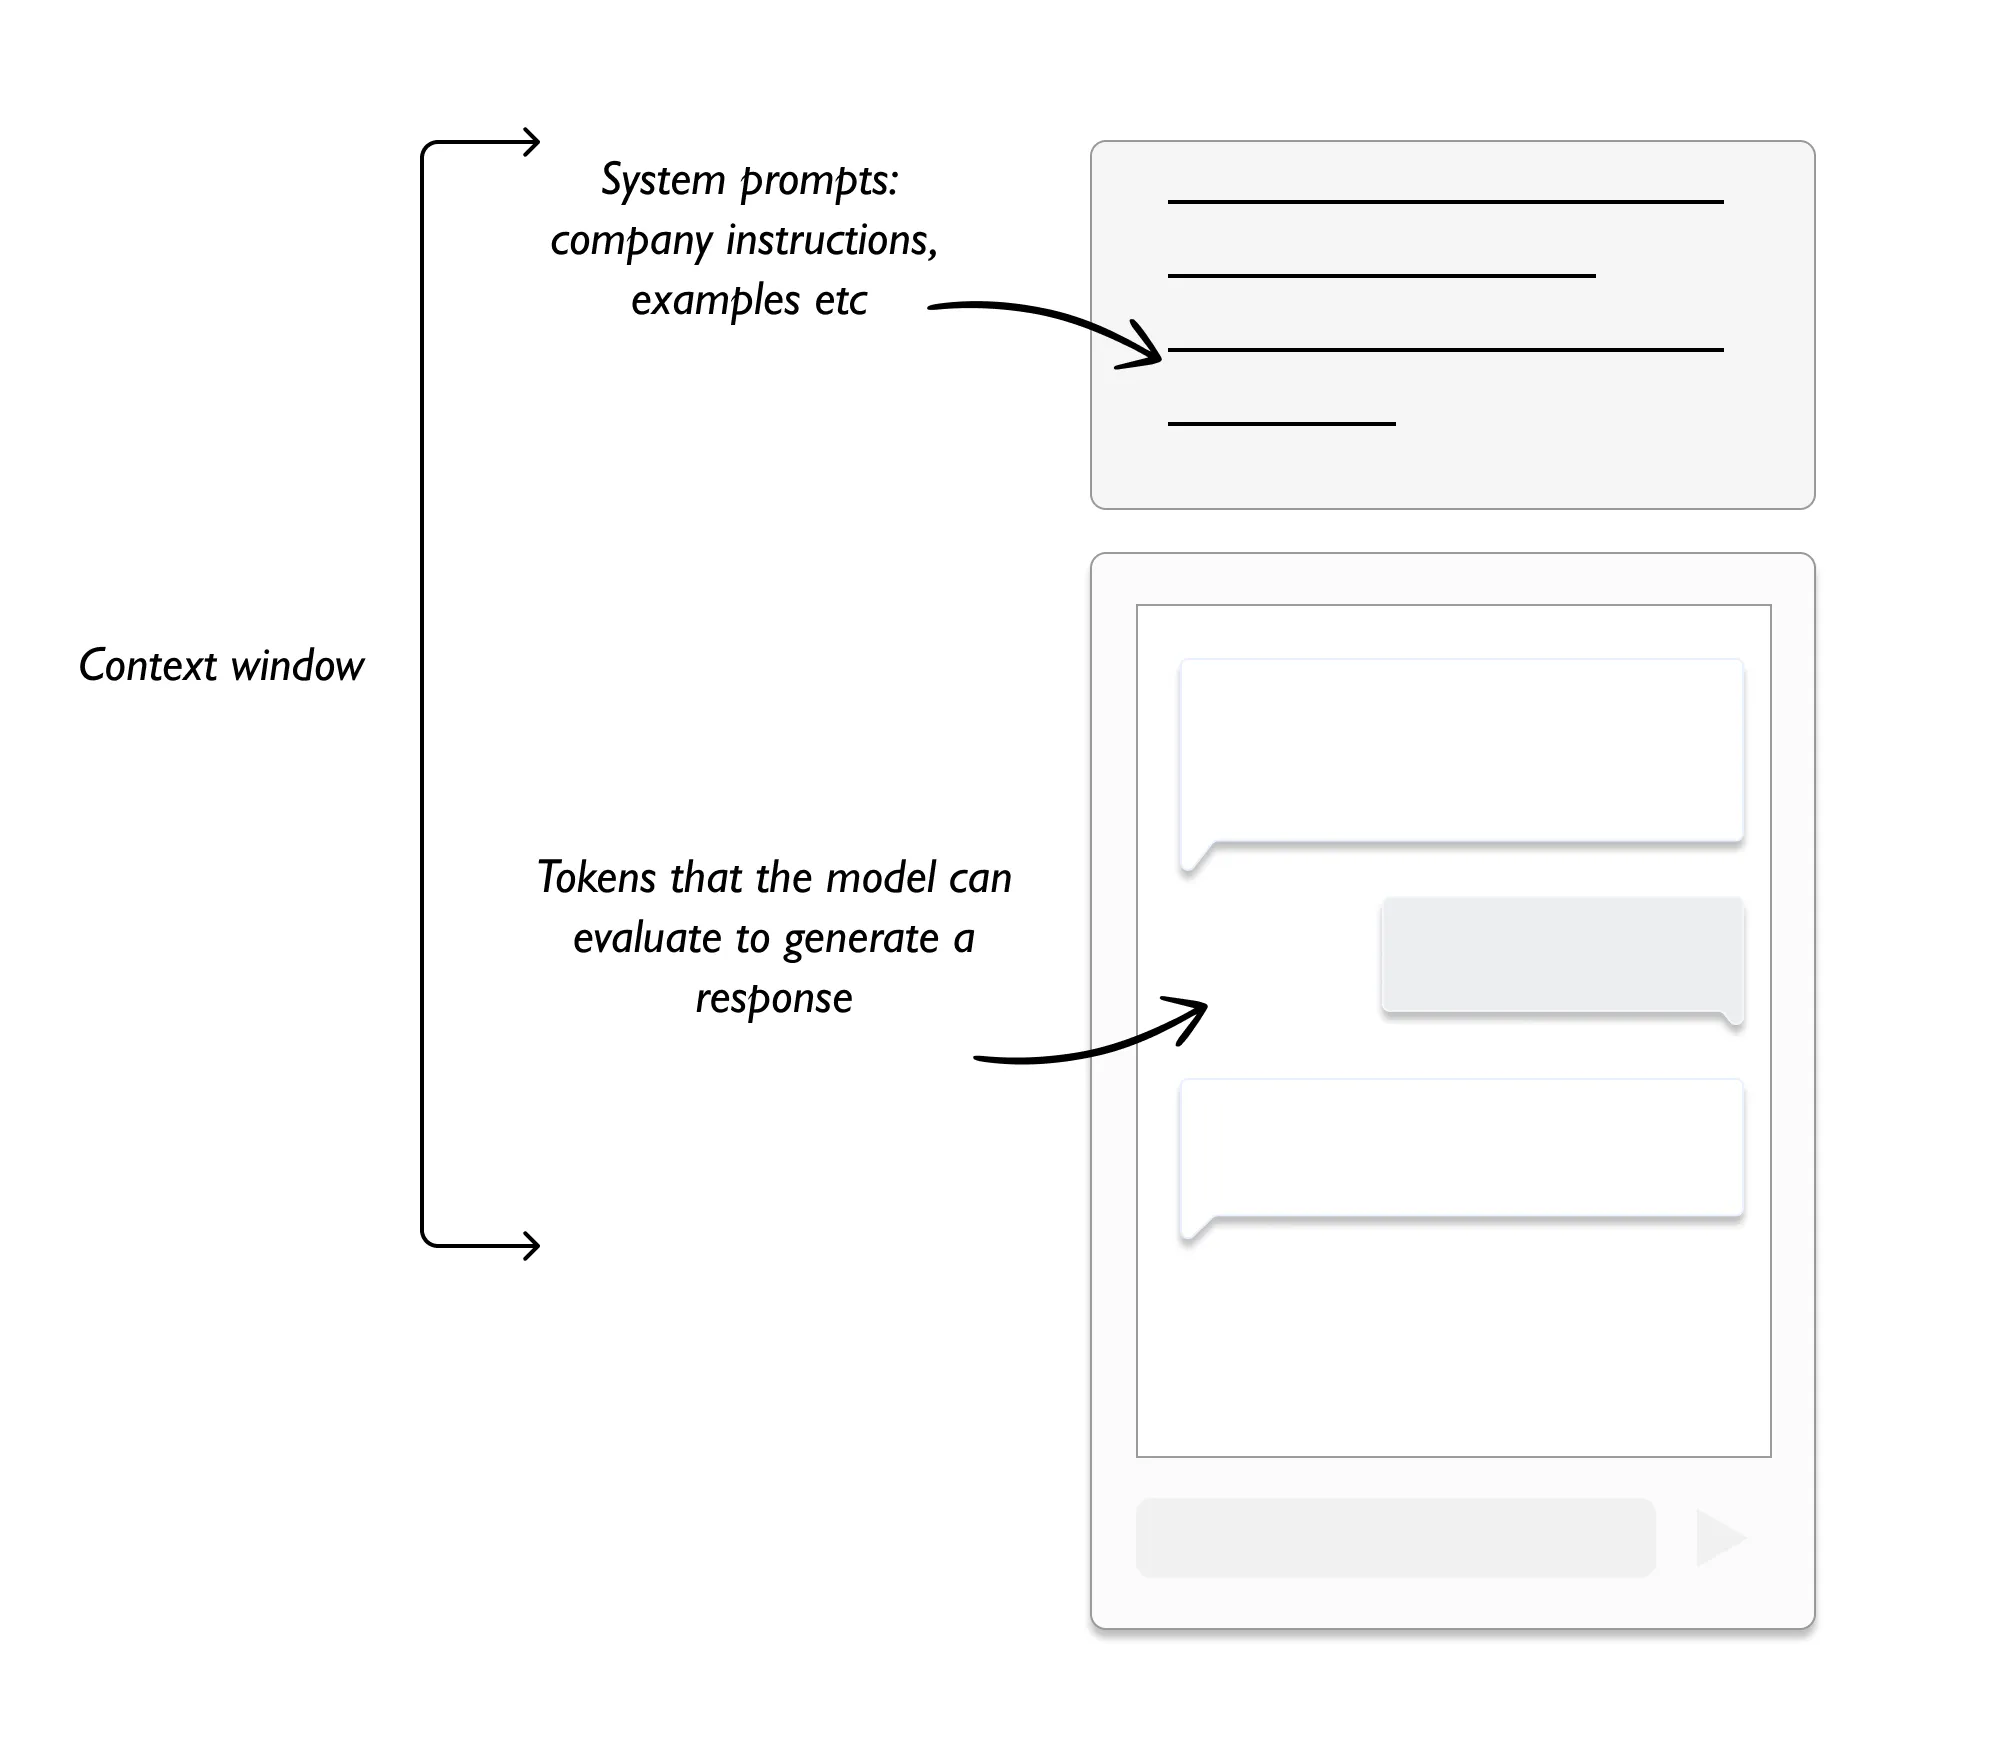 System prompts:
company instructions,
examples etc
Context window
Tokens that the model can
evaluate to generate a
response